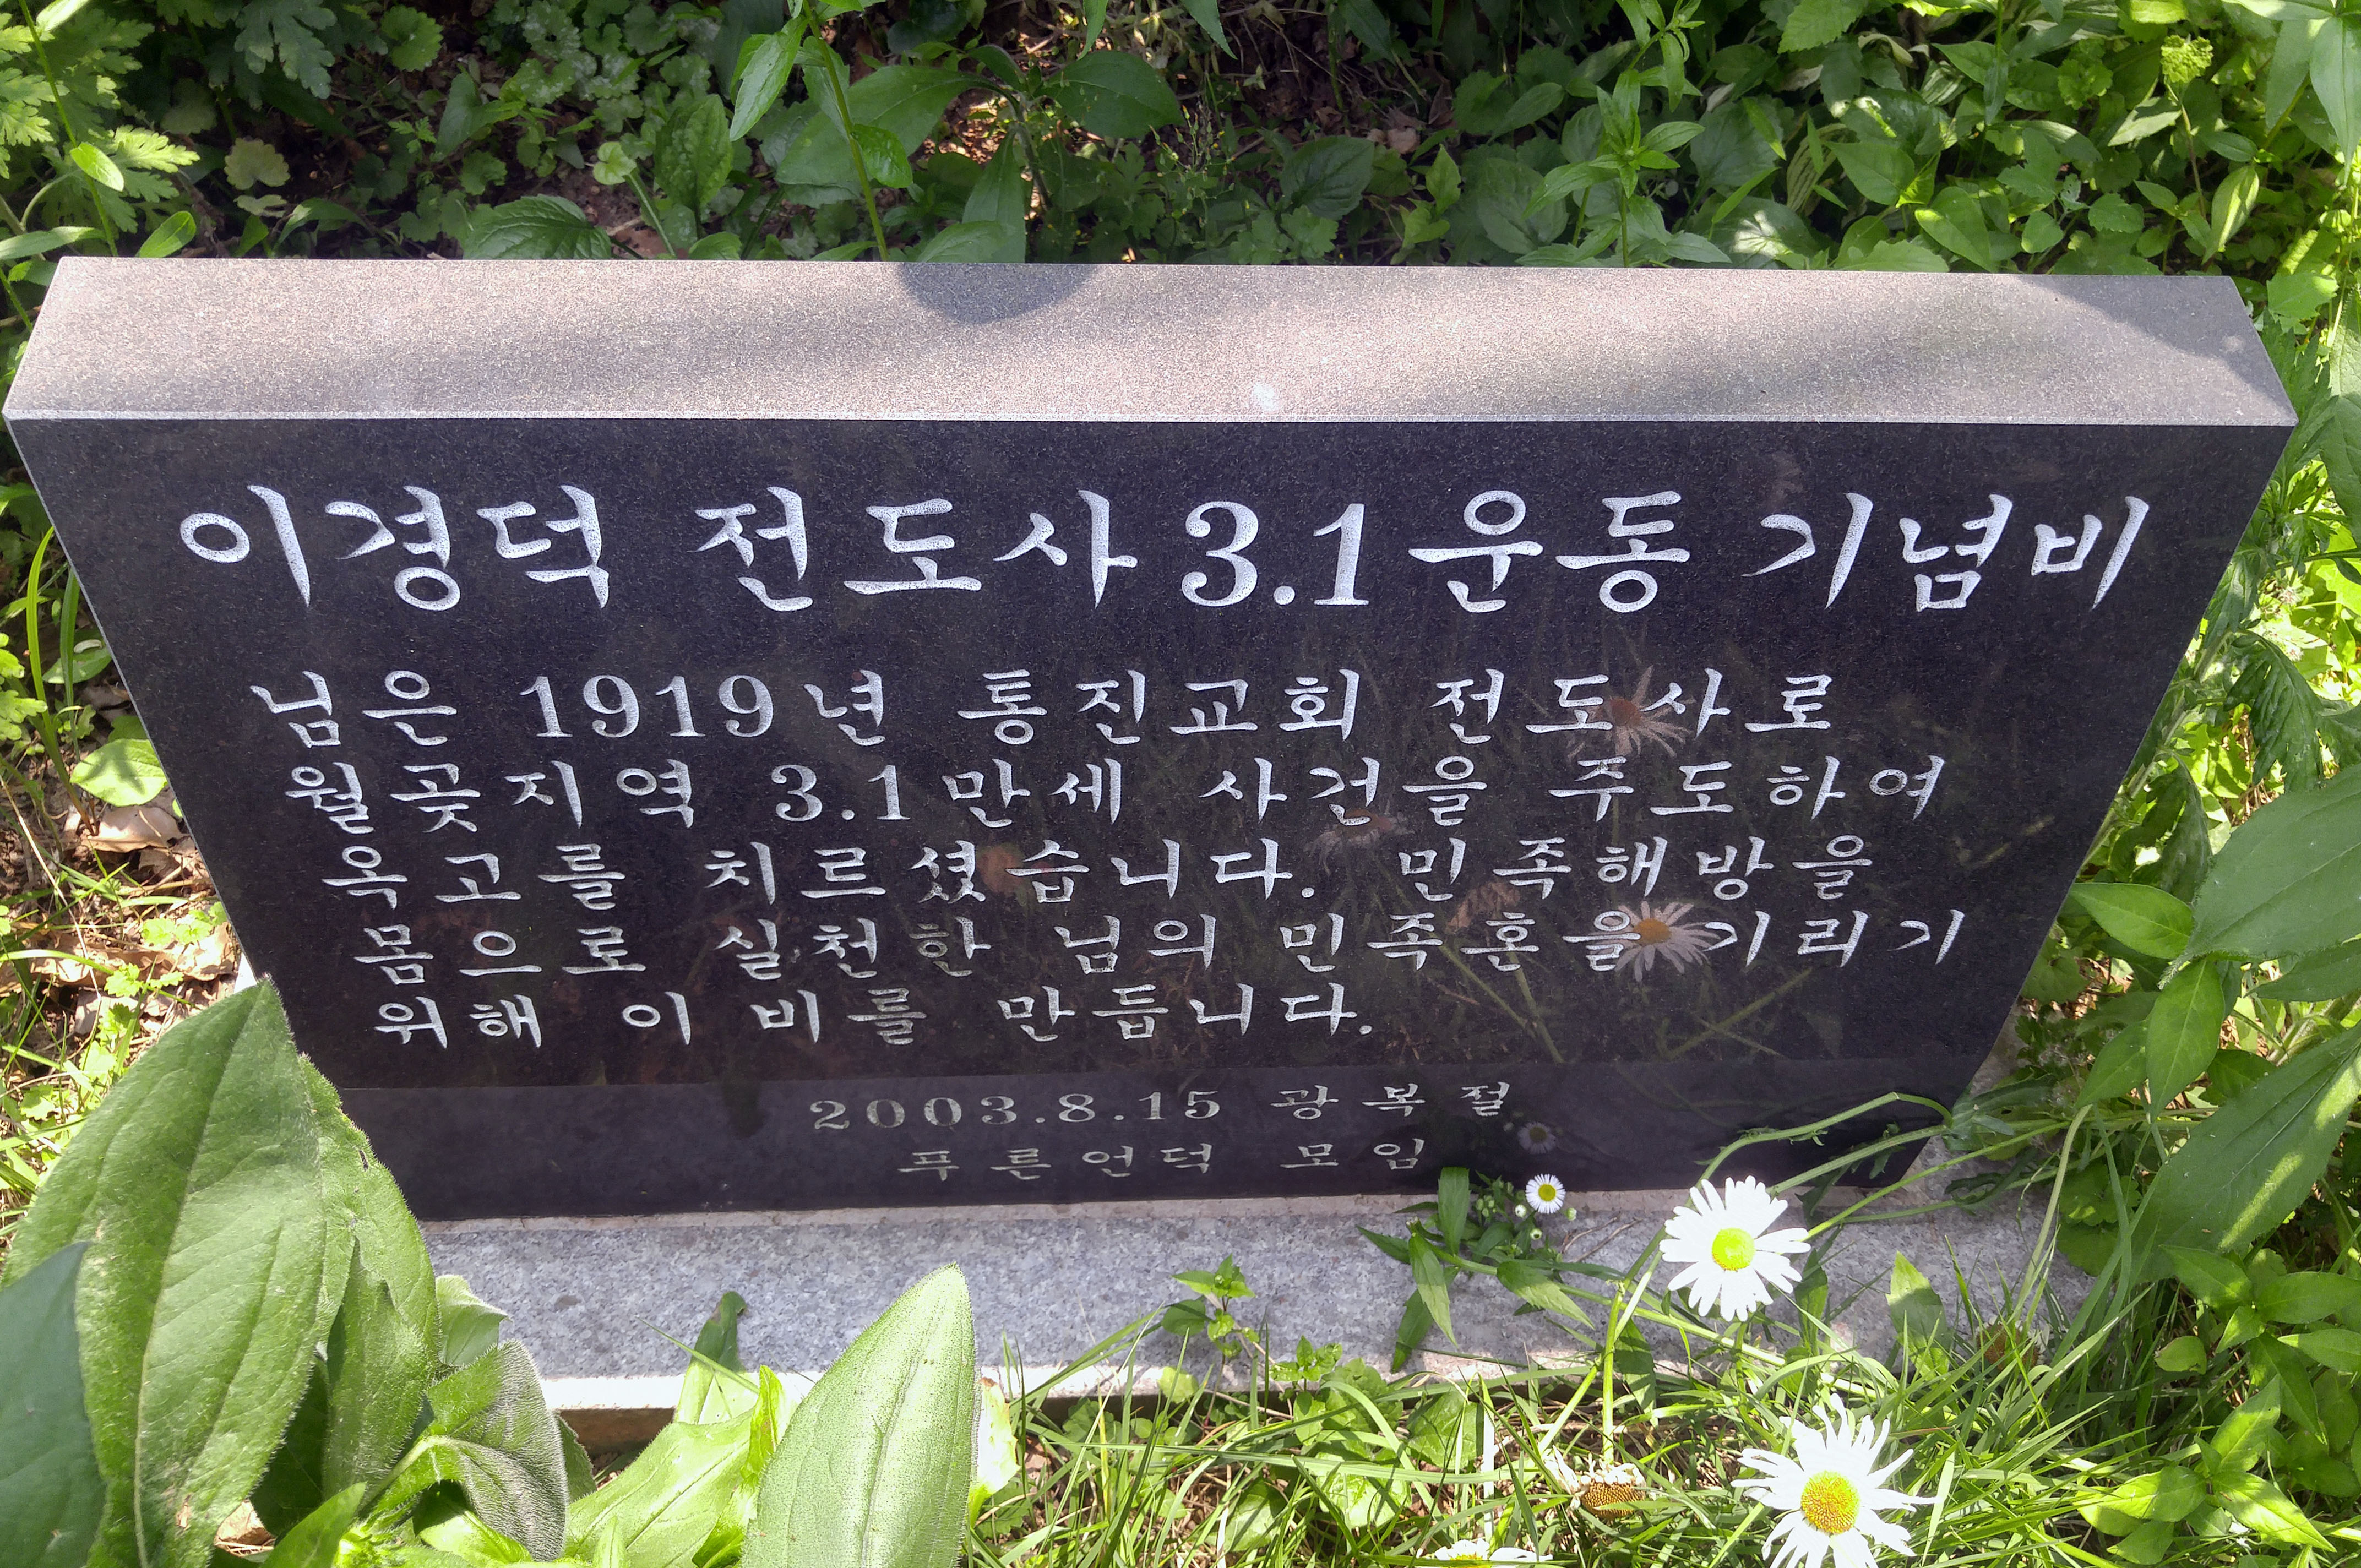 이경덕 전도사 3.1 운동 기념비
님은 1919년 통진교회 전도사로
월곶지역 3.1만세 사건을 주도하여
옥고를 치르셨습니다. 민족해방을
몸으로 실천한 님의 민족혼을 기리기
위해 이 비를 만듭니다.
2003.8.15 광복절
푸른언덕 모임